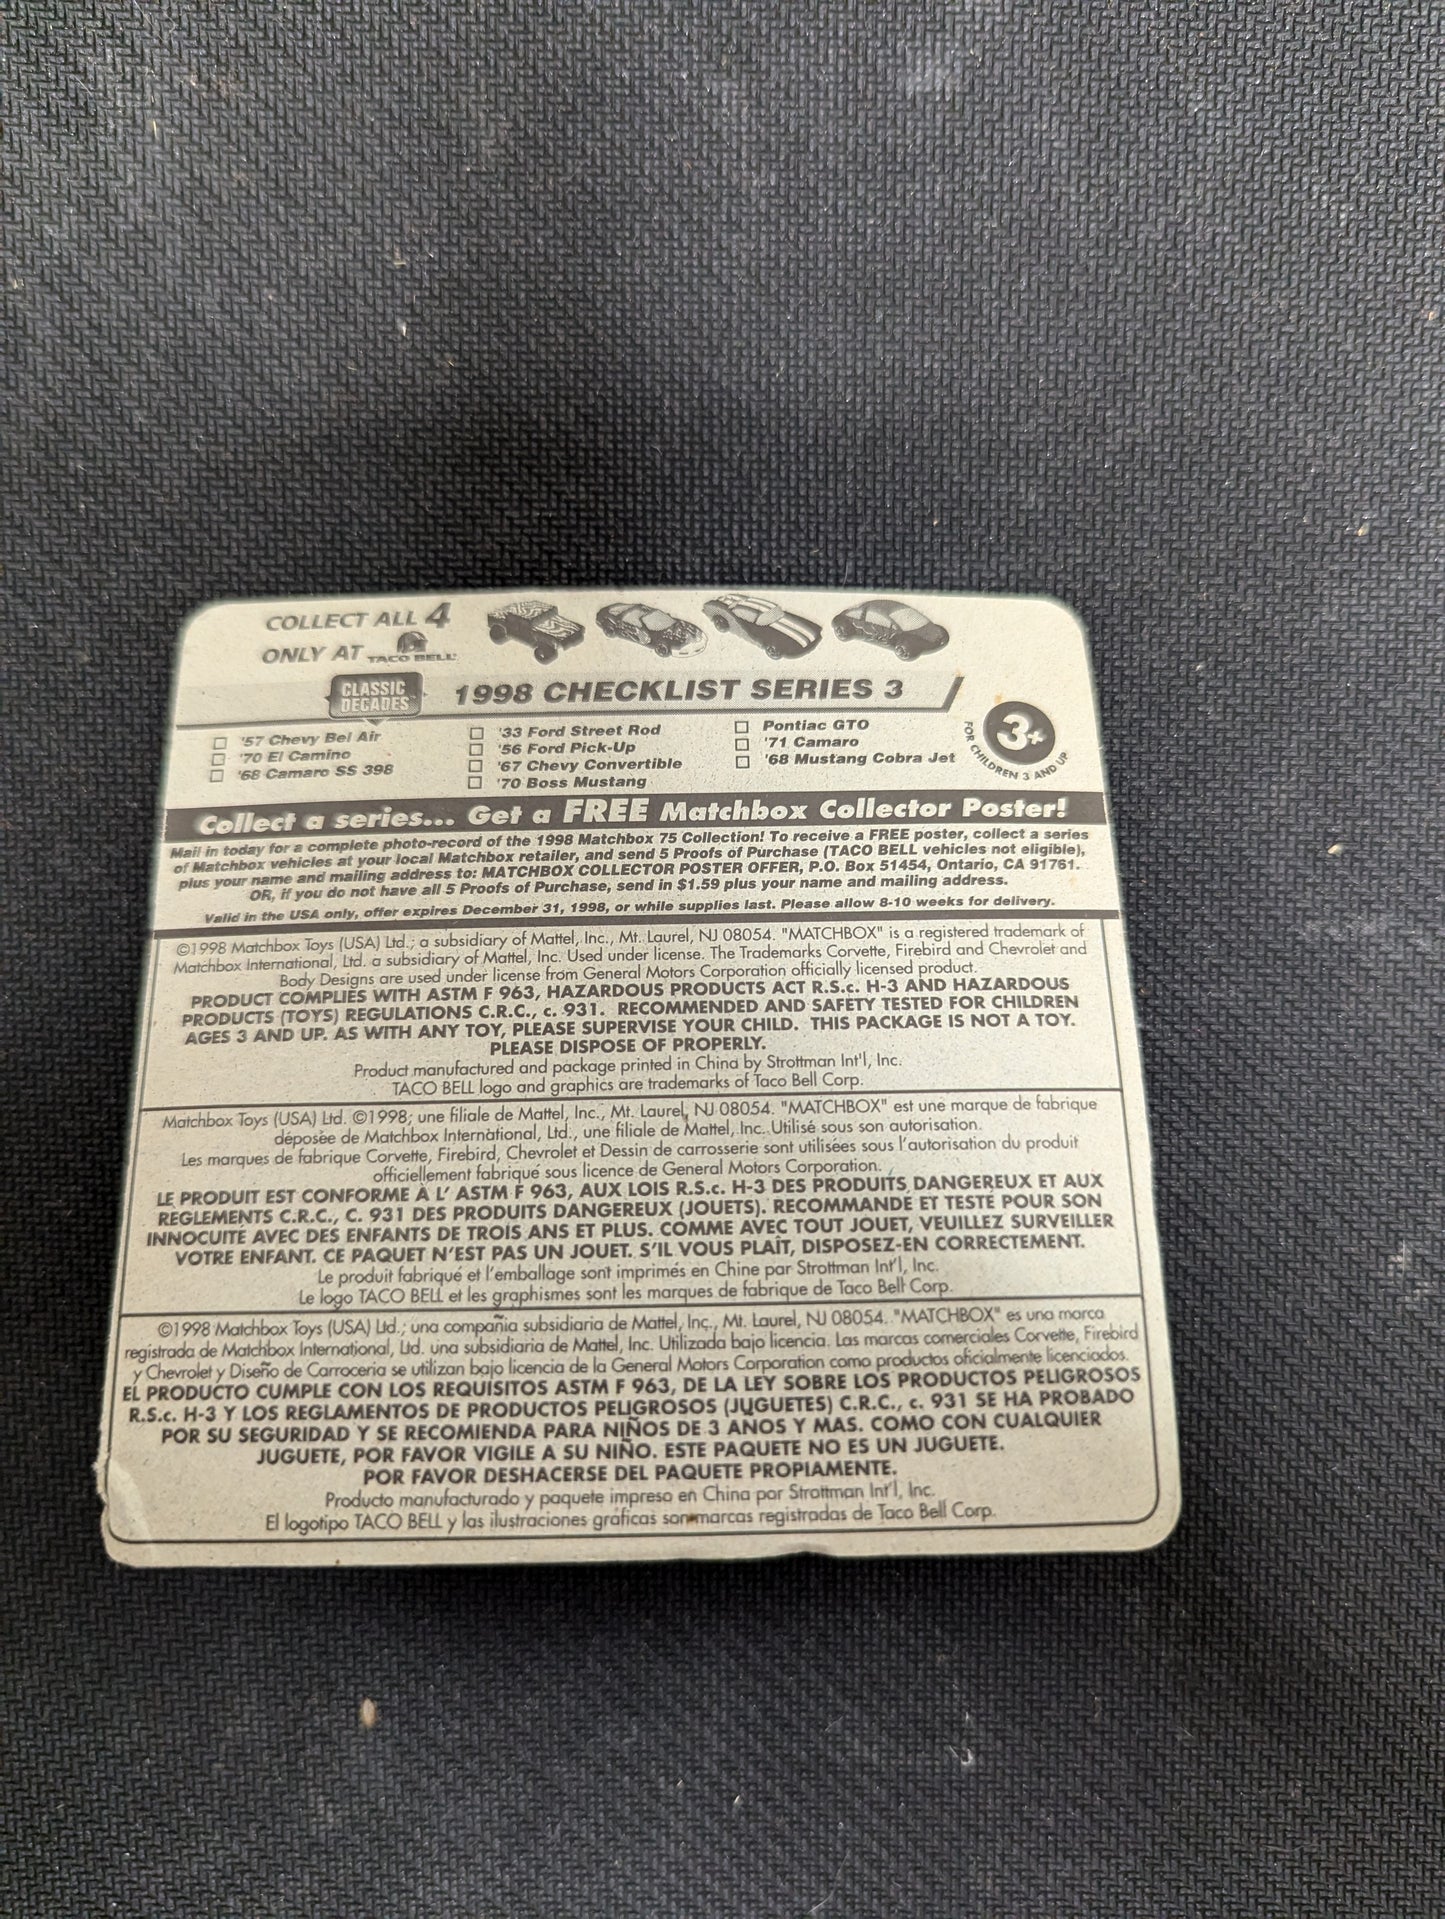 COLLECT ALL 4
ONLY AT TACO BELL
CLASSIC DECADES
1998 CHECKLIST SERIES 3
'57 Chevy Bel Air
'70 El Camino
'68 Camaro SS 398
'33 Ford Street Rod
'56 Ford Pick-Up
'67 Chevy Convertible
'70 Boss Mustang
Pontiac GTO
'71 Camaro
'68 Mustang Cobra Jet
3+
FOR CHILDREN 3 AND UP
Collect a series... Get a FREE Matchbox Collector Poster!
Mail in today for a complete photo-record of the 1998 Matchbox 75 Collection! To receive a FREE poster, collect a series
of Matchbox vehicles at your local Matchbox retailer, and send 5 Proofs of Purchase (TACO BELL vehicles not eligible),
plus your name and mailing address to: MATCHBOX COLLECTOR POSTER OFFER, P.O. Box 51454, Ontario, CA 91761.
OR, if you do not have all 5 Proofs of Purchase, send in $1.59 plus your name and mailing address.
Valid in the USA only, offer expires December 31, 1998, or while supplies last. Please allow 8-10 weeks for delivery.
©1998 Matchbox Toys (USA) Ltd.; a subsidiary of Mattel, Inc., Mt. Laurel, NJ 08054. "MATCHBOX" is a registered trademark of
Matchbox International, Ltd. a subsidiary of Mattel, Inc. Used under license. The Trademarks Corvette, Firebird and Chevrolet and
Body Designs are used under license from General Motors Corporation officially licensed product.
PRODUCT COMPLIES WITH ASTM F 963, HAZARDOUS PRODUCTS ACT R.S.c. H-3 AND HAZARDOUS
PRODUCTS (TOYS) REGULATIONS C.R.C., c. 931. RECOMMENDED AND SAFETY TESTED FOR CHILDREN
AGES 3 AND UP. AS WITH ANY TOY, PLEASE SUPERVISE YOUR CHILD. THIS PACKAGE IS NOT A TOY.
PLEASE DISPOSE OF PROPERLY.
Product manufactured and package printed in China by Strottman Int'l, Inc.
TACO BELL logo and graphics are trademarks of Taco Bell Corp.
Matchbox Toys (USA) Ltd. ©1998; une filiale de Mattel, Inc., Mt. Laurel, NJ 08054. "MATCHBOX" est une marque de fabrique
déposèe de Matchbox Internàtional, Ltd., une filiale de Mattel, Inc. Utilisé sous son autorisation.
Les marques de fabrique Corvette, Firebird, Chevrolet et Dessin de carrosserie sont utilisées sous l'autorisation du produit
officiellement fabriqué sous licence de General Motors Corporation.
LE PRODUIT EST CONFORME À L' ASTM F 963, AUX LOIS R.S.c. H-3 DES PRODUITS DANGEREUX ET AUX
REGLEMENTS C.R.C., C. 931 DES PRODUITS DANGEREUX (JOUETS). RECOMMANDE ET TESTÉ POUR SON
INNOCUITÉ AVEC DES ENFANTS DE TROIS ANS ET PLUS. COMME AVEC TOUT JOUET, VEUILLEZ SURVEILLER
VOTRE ENFANT. CE PAQUET N'EST PAS UN JOUET. S'IL VOUS PLAÎT, DISPOSEZ-EN CORRECTEMENT.
Le produit fabriqué et l'emballage sont imprimés en Chine par Strottman Int'l, Inc.
Le logo TACO BELL et les graphismes sont les marques de fabrique de Taco Bell Corp.
©1998 Matchbox Toys (USA) Ltd.; una compañia subsidiaria de Mattel, Inc., Mt. Laurel, NJ 08054. "MATCHBOX" es una marca
registrada de Matchbox International, Ltd. una subsidiaria de Mattel, Inc. Utilizada bajo licencia. Las marcas comerciales Corvette, Firebird
y Chevrolet y Diseño de Carroceria se utilizan bajo licencia de la General Motors Corporation como productos oficialmente licenciados.
EL PRODUCTO CUMPLE CON LOS REQUISITOS ASTM F 963, DE LA LEY SOBRE LOS PRODUCTOS PELIGROSOS
R.S.c. H-3 Y LOS REGLAMENTOS DE PRODUCTOS PELIGROSOS (JUGUETES) C.R.C., c. 931 SE HA PROBADO
POR SU SEGURIDAD Y SE RECOMIENDA PARA NIÑOS DE 3 ANOS Y MAS. COMO CON CUALQUIER
JUGUETE, POR FAVOR VIGILE A SU NIÑO. ESTE PAQUETE NO ES UN JUGUETE.
POR FAVOR DESHACERSE DEL PAQUETE PROPIAMENTE.
Producto manufacturado y paquete impreso en China por Strottman Int'l, Inc.
El logotipo TACO BELL y las ilustraciones gráficas son marcas registradas de Taco Bell Corp.